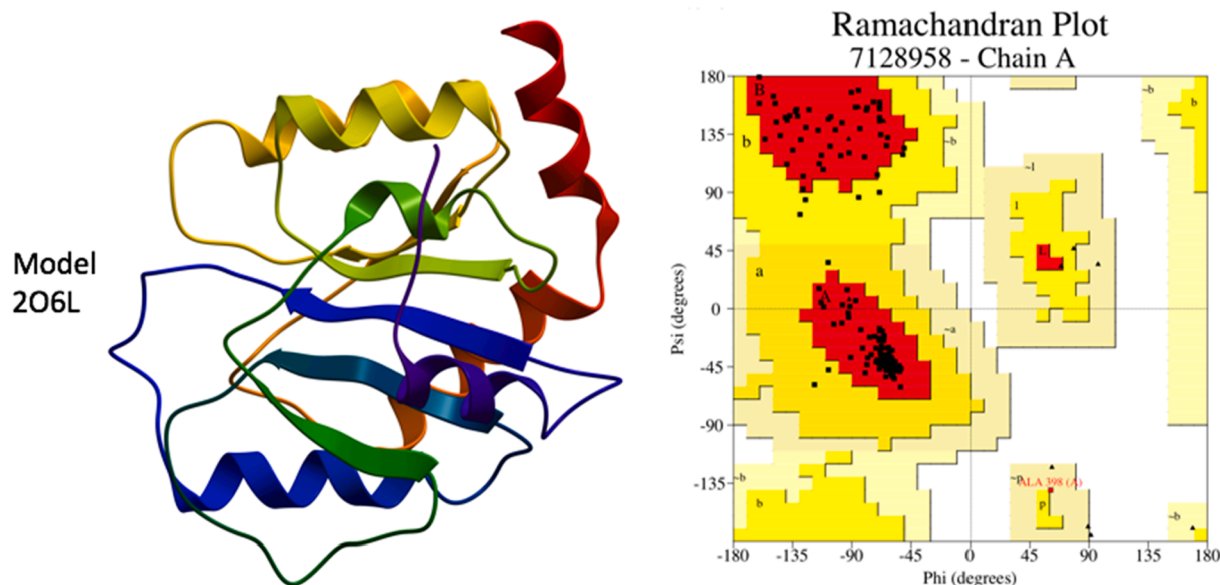 Model
2O6L
Ramachandran Plot
7128958 - Chain A
180
135
90
45
0
-45
-90
-135
Psi (degrees)
B
b
~b
a
A
~a
~b
b
~l
l
L
~b
b
~b
b
~p
ALA 398 (A)
p
~b
-180
-135
-90
-45
0
45
90
135
180
Phi (degrees)